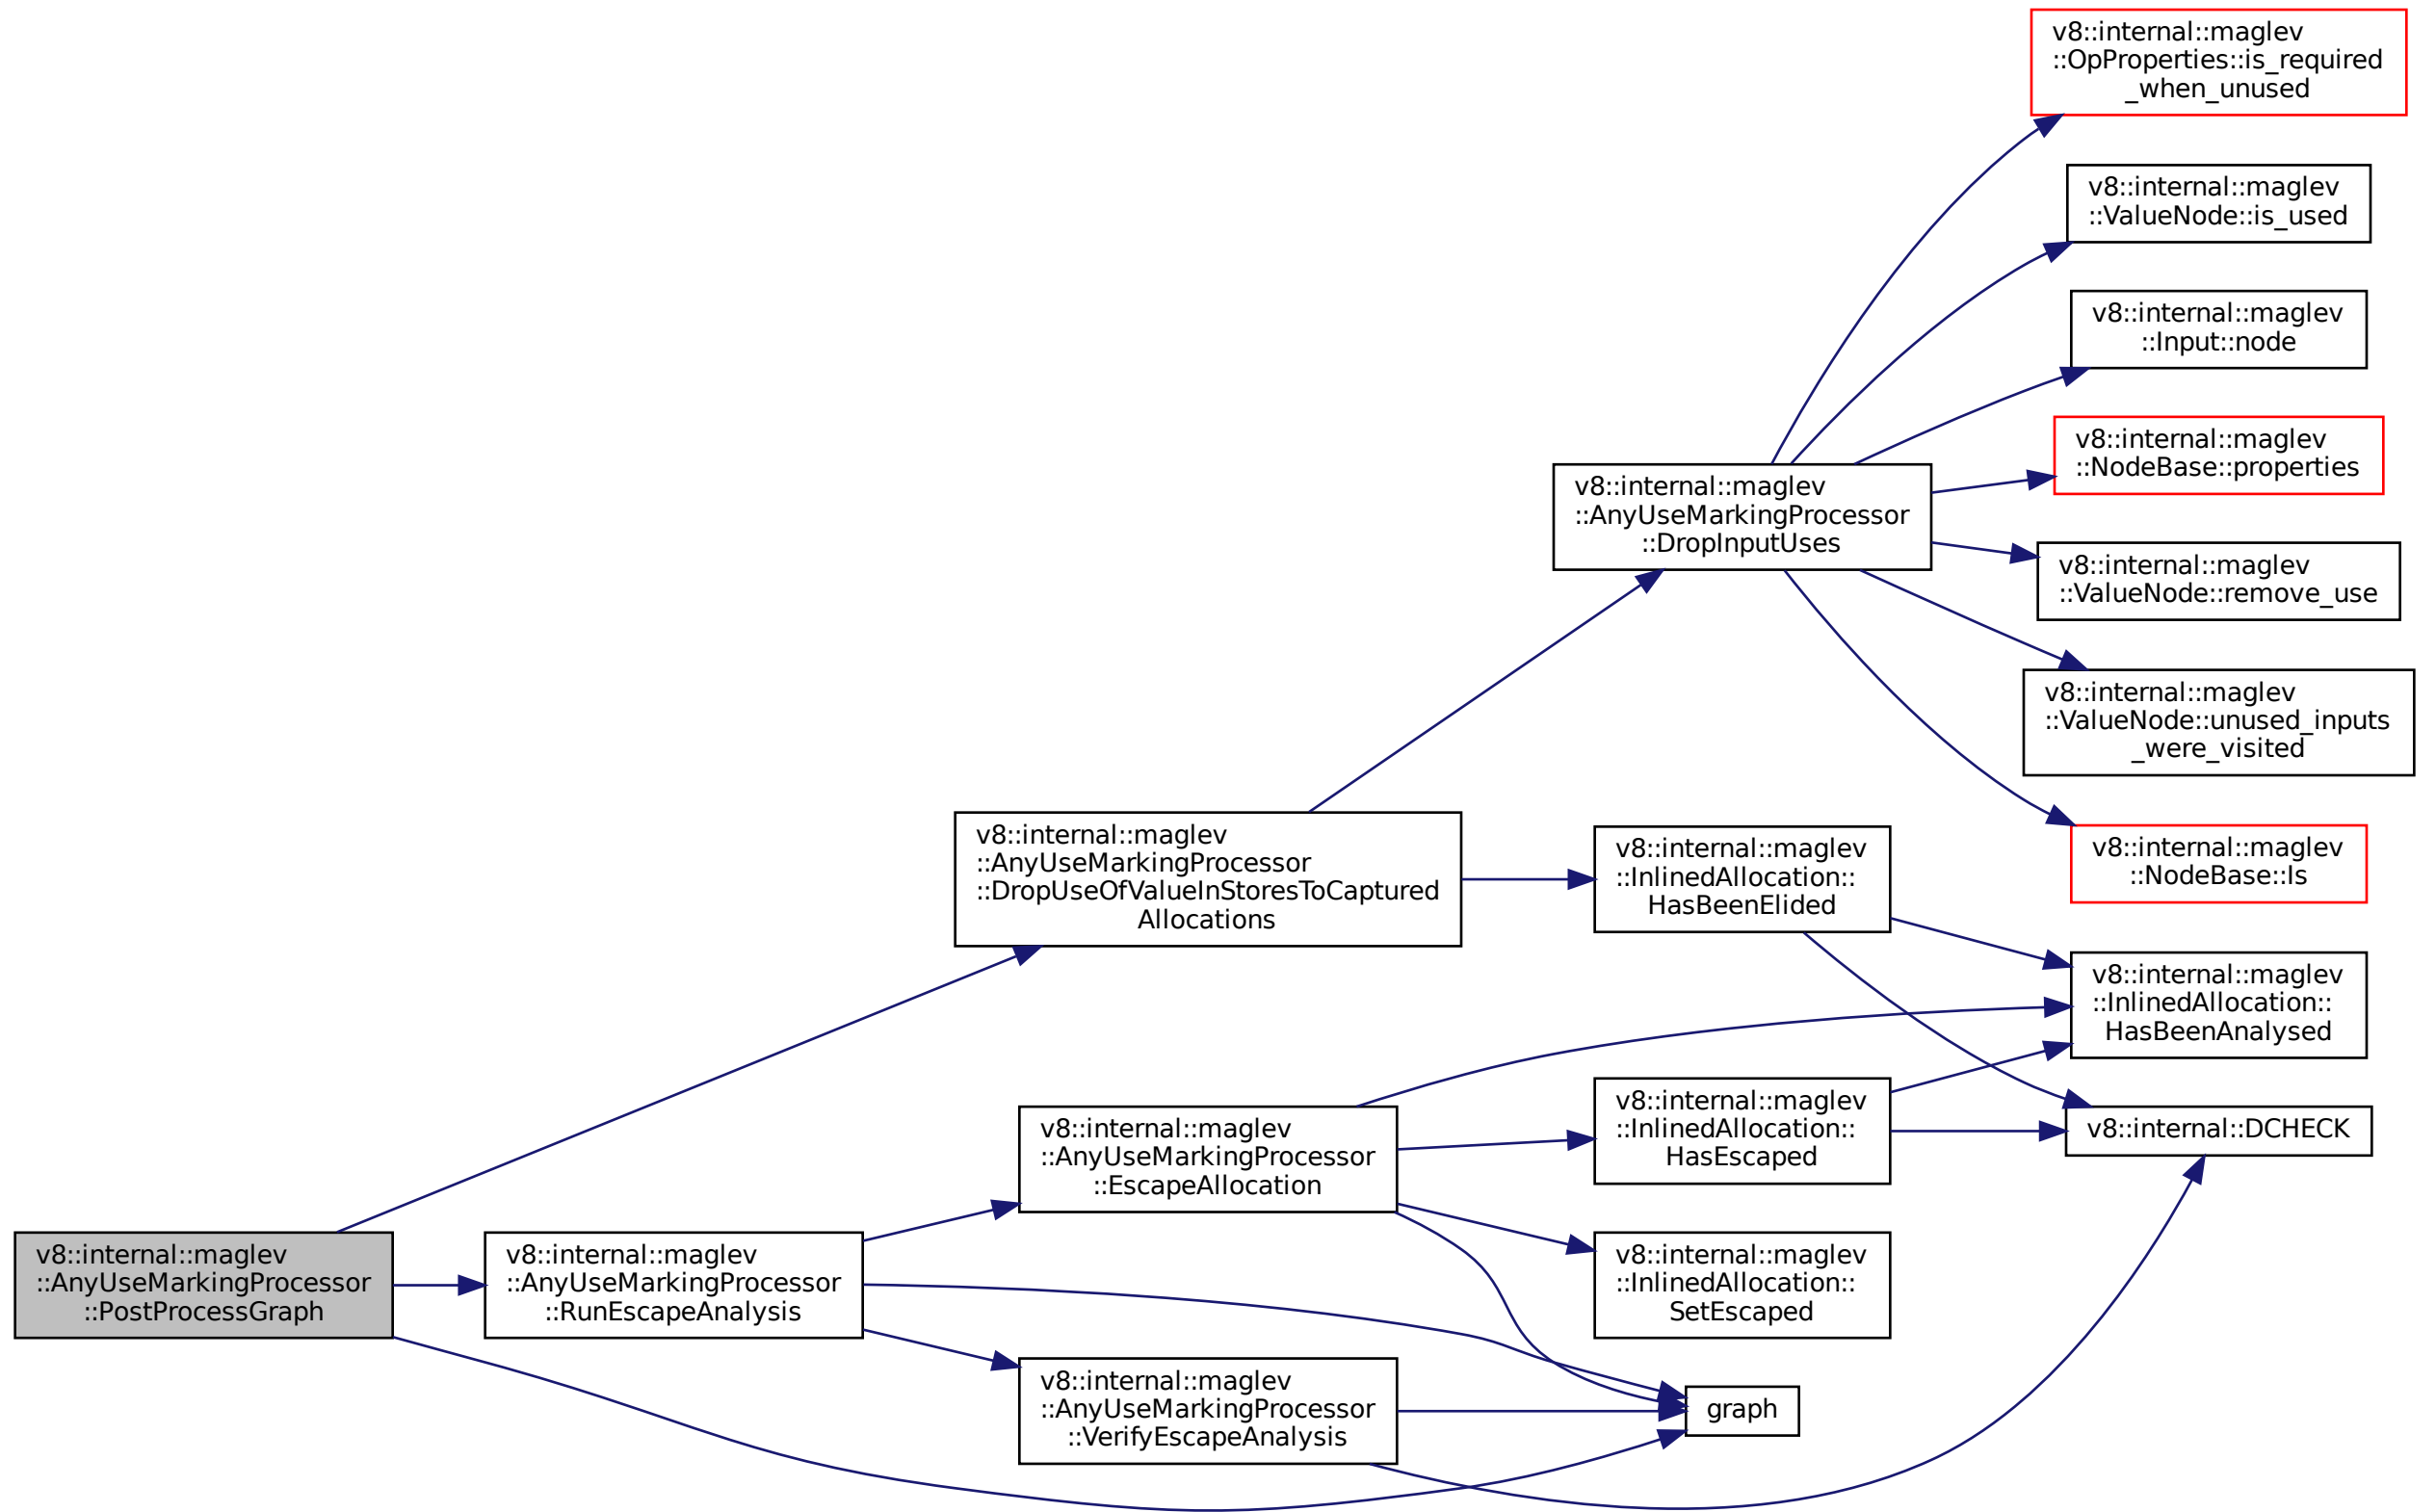 v8::internal::maglev
::OpProperties::is_required
_when_unused
v8::internal::maglev
::ValueNode::is_used
v8::internal::maglev
::Input::node
v8::internal::maglev
::NodeBase::properties
v8::internal::maglev
::AnyUseMarkingProcessor
::DropInputUses
v8::internal::maglev
::ValueNode::remove_use
v8::internal::maglev
::ValueNode::unused_inputs
_were_visited
v8::internal::maglev
::NodeBase::Is
v8::internal::maglev
::AnyUseMarkingProcessor
::DropUseOfValueInStoresToCaptured
Allocations
v8::internal::maglev
::InlinedAllocation::
HasBeenElided
v8::internal::maglev
::InlinedAllocation::
HasBeenAnalysed
v8::internal::maglev
::AnyUseMarkingProcessor
::EscapeAllocation
v8::internal::maglev
::InlinedAllocation::
HasEscaped
v8::internal::DCHECK
v8::internal::maglev
::AnyUseMarkingProcessor
::PostProcessGraph
v8::internal::maglev
::AnyUseMarkingProcessor
::RunEscapeAnalysis
v8::internal::maglev
::InlinedAllocation::
SetEscaped
v8::internal::maglev
::AnyUseMarkingProcessor
::VerifyEscapeAnalysis
graph